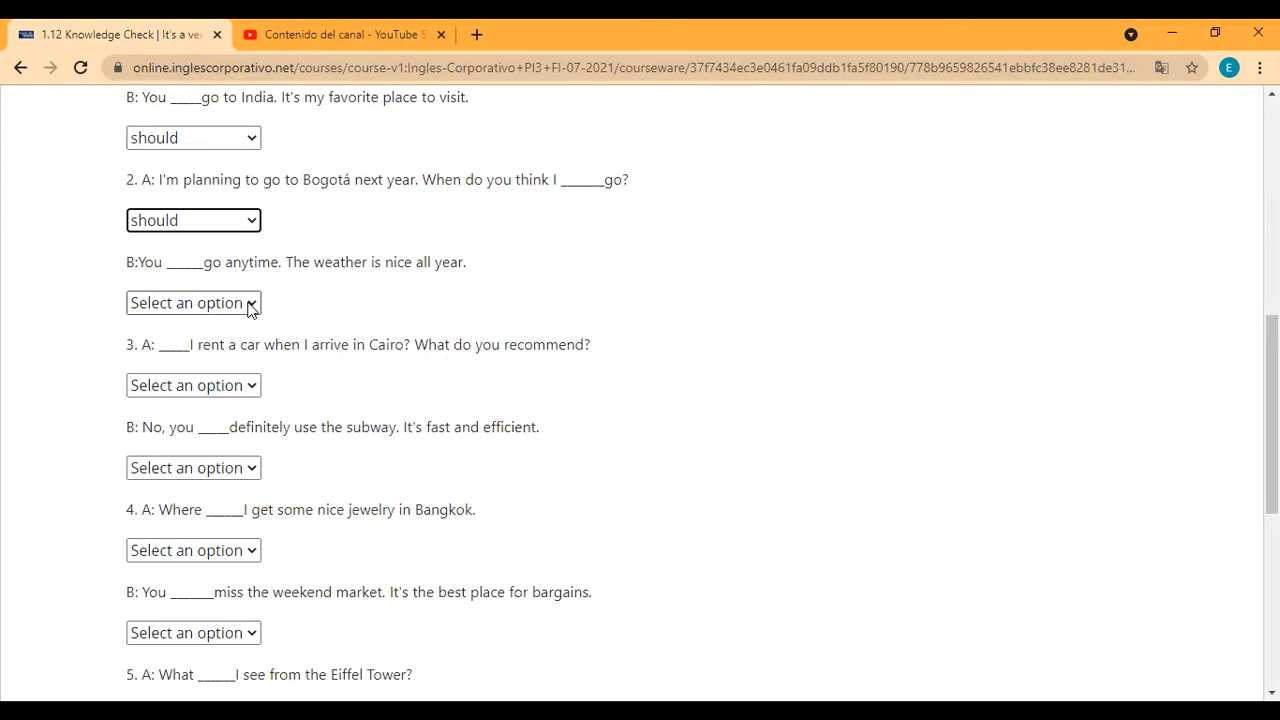 1.12 Knowledge Check | It's a ve
Contenido del canal - YouTube S
online.inglescorporativo.net/courses/course-v1:Ingles-Corporativo+PI3+FI-07-2021/courseware/37f7434ec3e0461fa09ddb1fa5f80190/778b9659826541ebbfc38ee8281de31...
E
B: You _____go to India. It's my favorite place to visit.
should
2. A: I'm planning to go to Bogotá next year. When do you think I _______go?
should
B:You ______go anytime. The weather is nice all year.
Select an option
3. A: _____I rent a car when I arrive in Cairo? What do you recommend?
Select an option
B: No, you _____definitely use the subway. It's fast and efficient.
Select an option
4. A: Where ______I get some nice jewelry in Bangkok.
Select an option
B: You _______miss the weekend market. It's the best place for bargains.
Select an option
5. A: What ______I see from the Eiffel Tower?